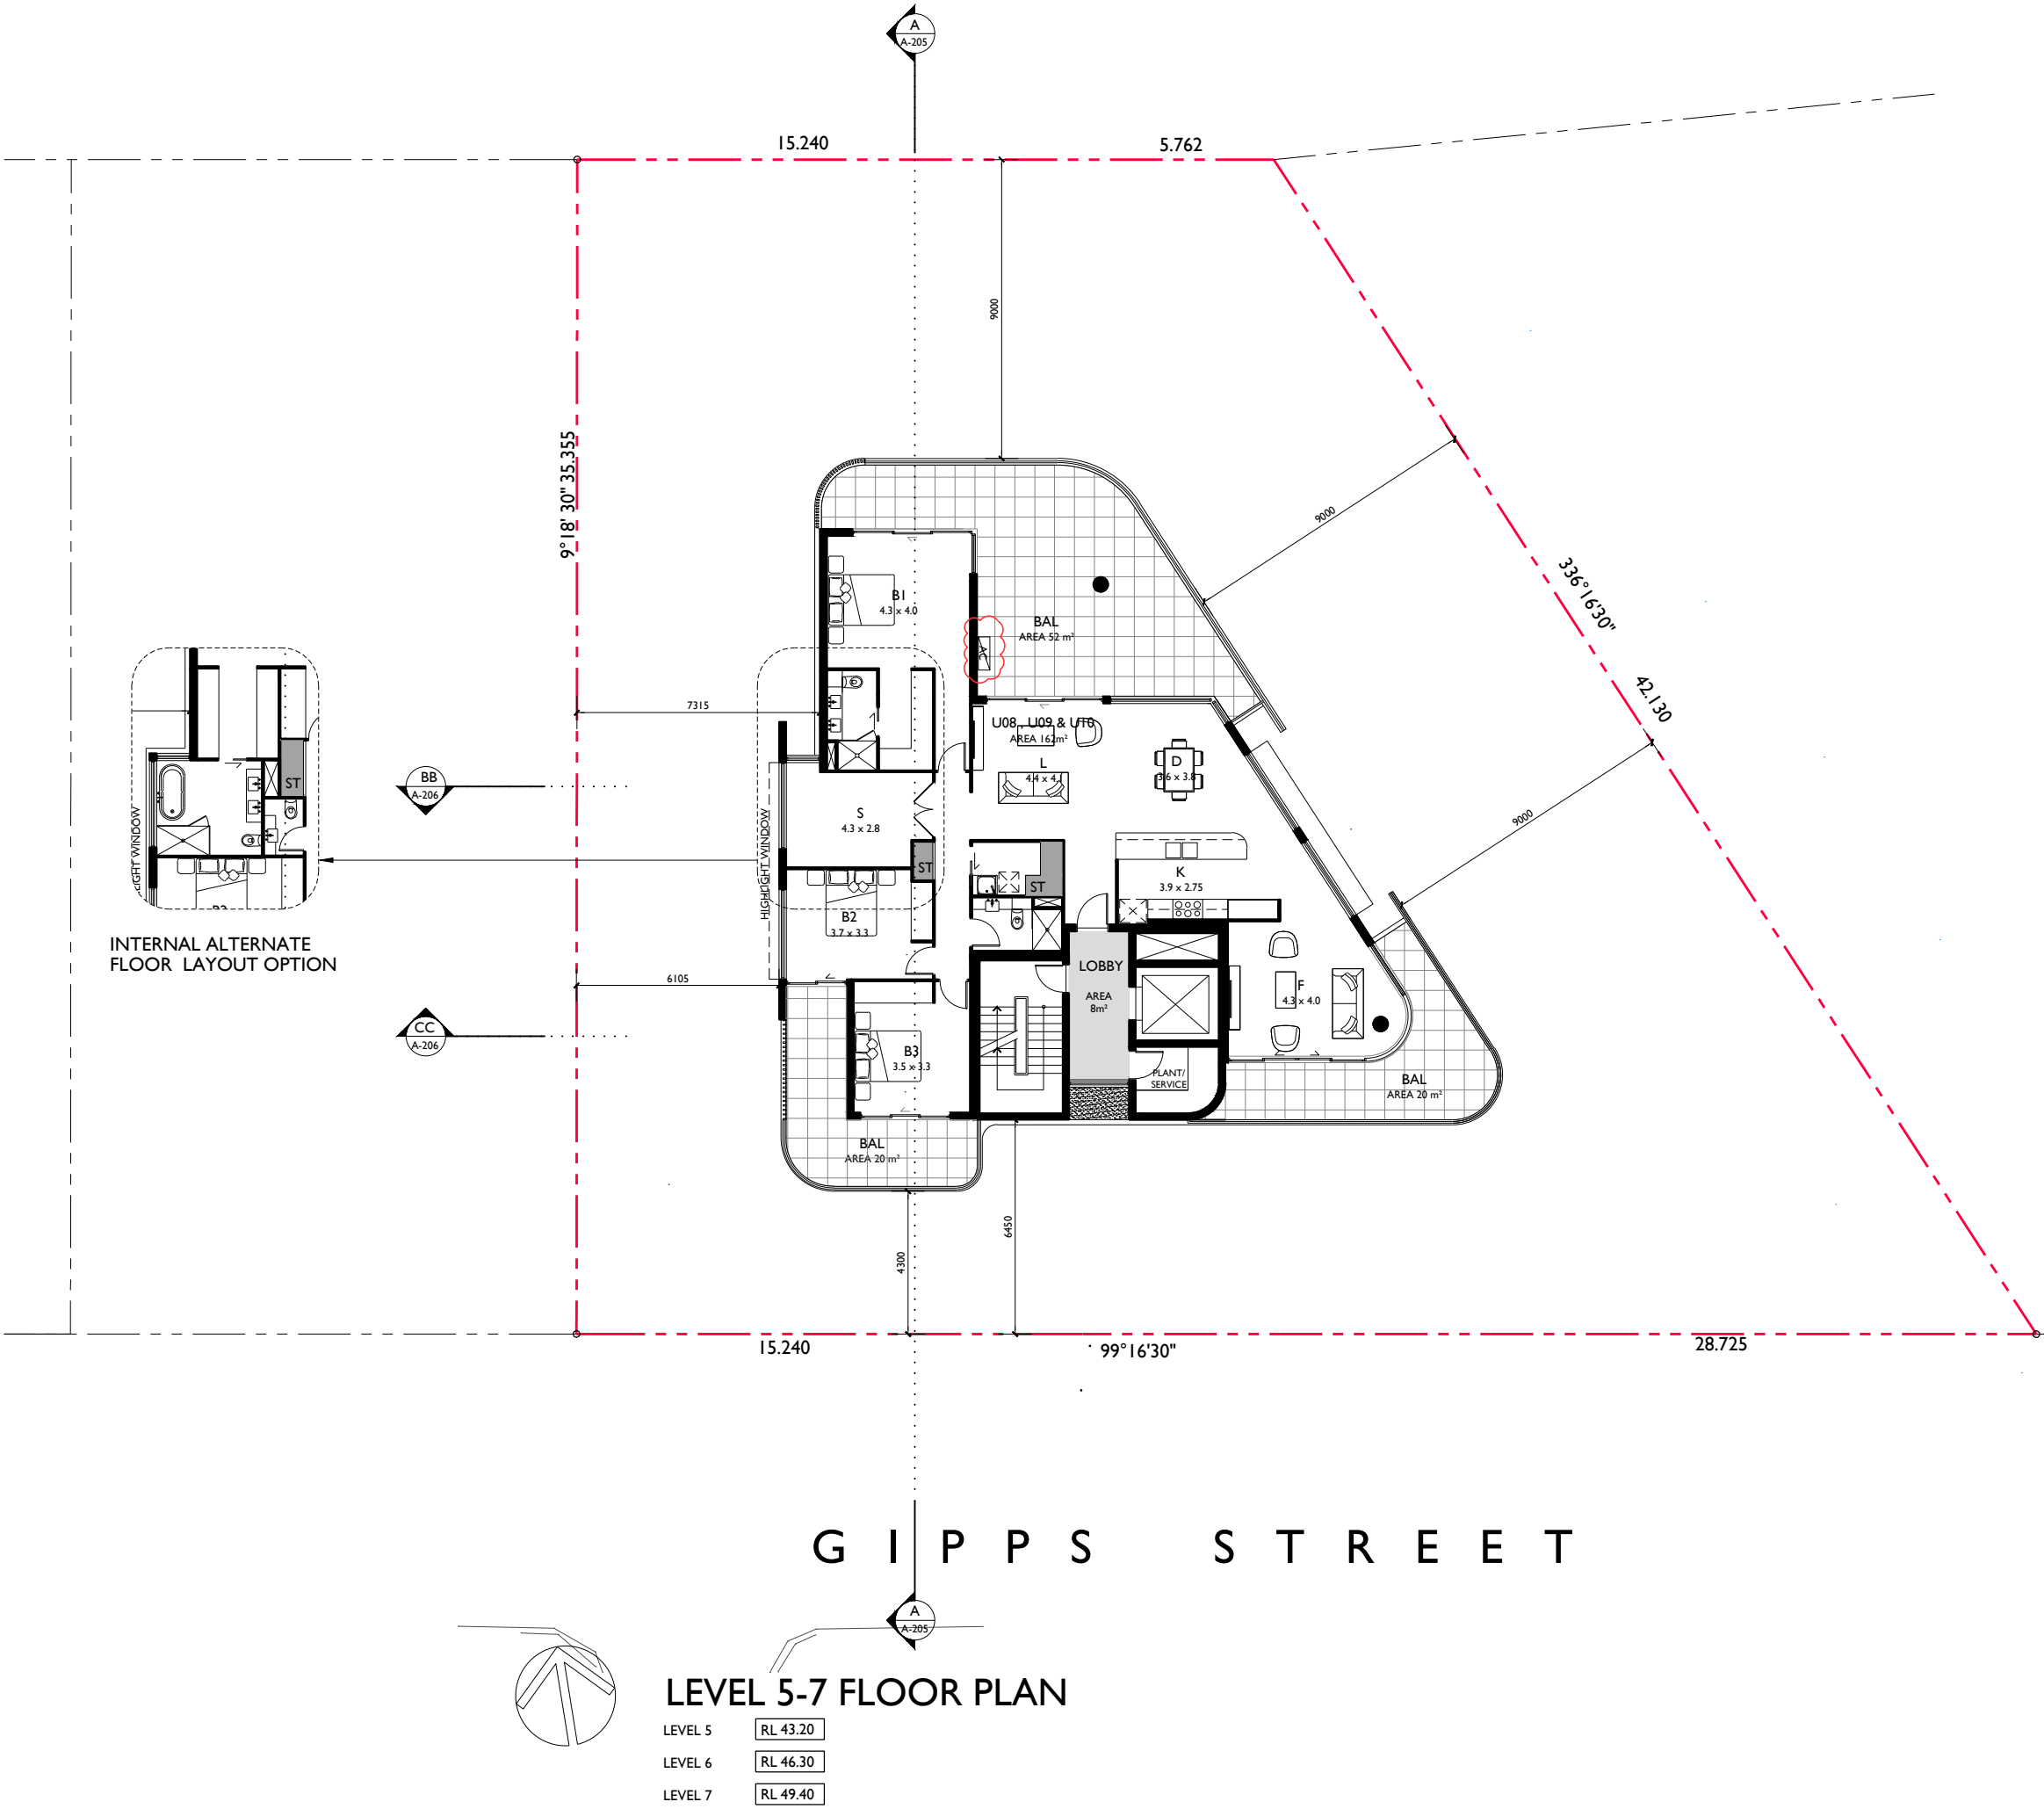 A
A-205
15.240
5.762
9000
9°18' 30" 35.355
9000
336°16'30"
B1
4.3 x 4.0
BAL
AREA 52 m²
AC
7315
42.130
U08, U09 & U10
AREA 162m²
L
4.4 x 4.1
D
3.6 x 3.8
BB
A-206
ST
HIGHLIGHT WINDOW
S
4.3 x 2.8
9000
ST
ST
K
3.9 x 2.75
B2
3.7 x 3.3
INTERNAL ALTERNATE
FLOOR LAYOUT OPTION
LOBBY
AREA
8m²
6105
F
4.3 x 4.0
CC
A-206
B3
3.5 x 3.3
PLANT/
SERVICE
BAL
AREA 20 m²
BAL
AREA 20 m²
4300
6450
15.240
99°16'30"
28.725
GIPPS STREET
A
A-205
LEVEL 5-7 FLOOR PLAN
LEVEL 5 RL 43.20
LEVEL 6 RL 46.30
LEVEL 7 RL 49.40